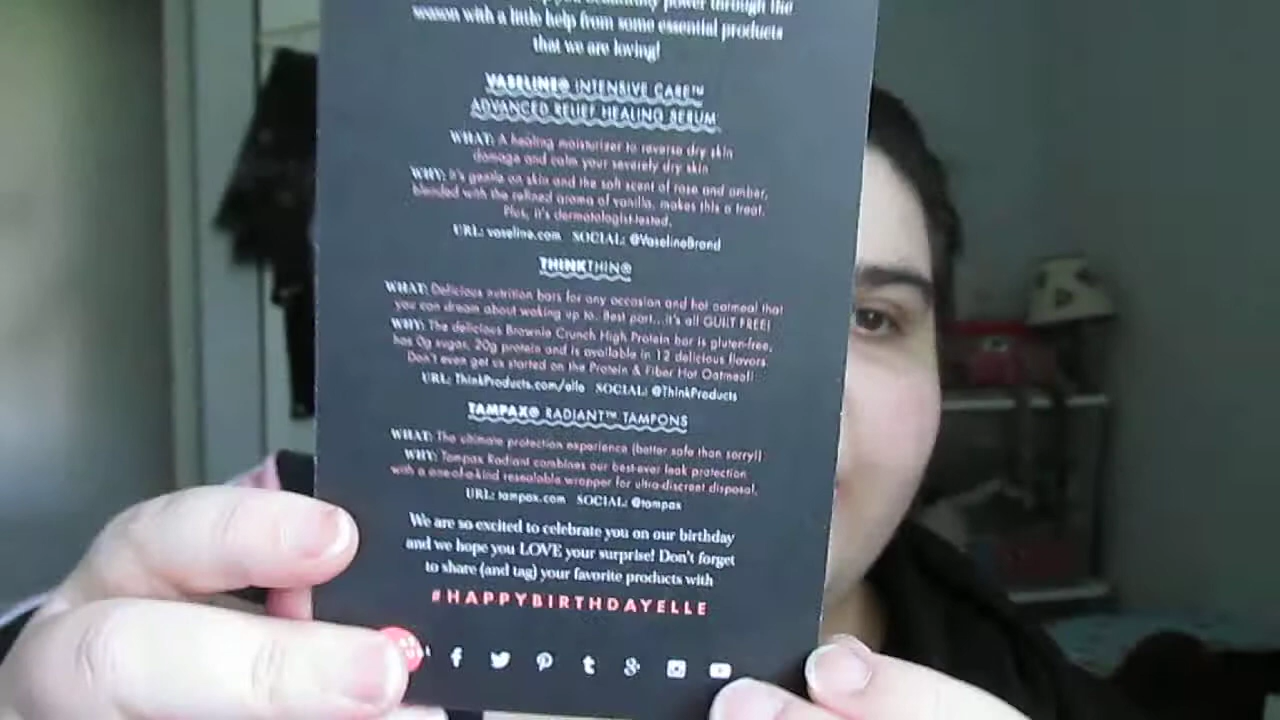 beautifully power through the
season with a little help from some essential products
that we are loving!
VASELINE® INTENSIVE CARE™
ADVANCED RELIEF HEALING SERUM
WHAT: A healing moisturizer to reverse dry skin
damage and calm your severely dry skin
WHY: It's gentle on skin and the soft scent of rose and amber,
blended with the refined aroma of vanilla, makes this a treat.
Plus, it's dermatologist-tested.
URL: vaseline.com SOCIAL: @VaselineBrand
THINKTHIN®
WHAT: Delicious nutrition bars for any occasion and hot oatmeal that
you can dream about waking up to. Best part...it's all GUILT FREE!
WHY: The delicious Brownie Crunch High Protein bar is gluten-free,
has 0g sugar, 20g protein and is available in 12 delicious flavors.
Don't even get us started on the Protein & Fiber Hot Oatmeal!
URL: ThinkProducts.com/elle SOCIAL: @ThinkProducts
TAMPAX® RADIANT™ TAMPONS
WHAT: The ultimate protection experience (better safe than sorry!)
WHY: Tampax Radiant combines our best-ever leak protection
with a one-of-a-kind resealable wrapper for ultra-discreet disposal.
URL: tampax.com SOCIAL: @tampax
We are so excited to celebrate you on our birthday
and we hope you LOVE your surprise! Don't forget
to share (and tag) your favorite products with
#HAPPYBIRTHDAYELLE